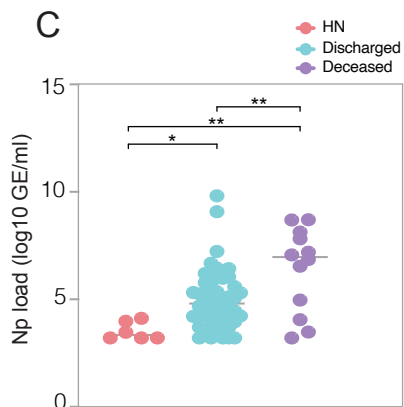 C
HN
Discharged
Deceased
15
**
**
*
10
Np load (log10 GE/ml)
5
0